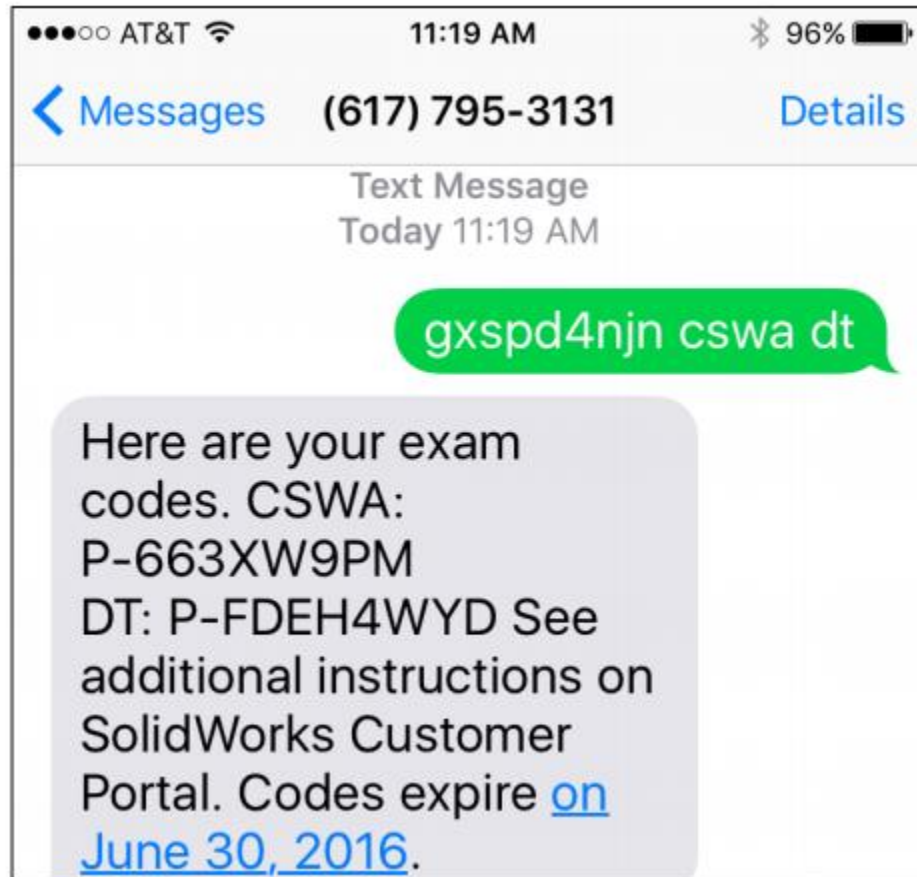 AT&T 11:19 AM 96%
Messages (617) 795-3131 Details
Text Message
Today 11:19 AM
gxspd4njn cswa dt
Here are your exam
codes. CSWA:
P-663XW9PM
DT: P-FDEH4WYD See
additional instructions on
SolidWorks Customer
Portal. Codes expire on
June 30, 2016.